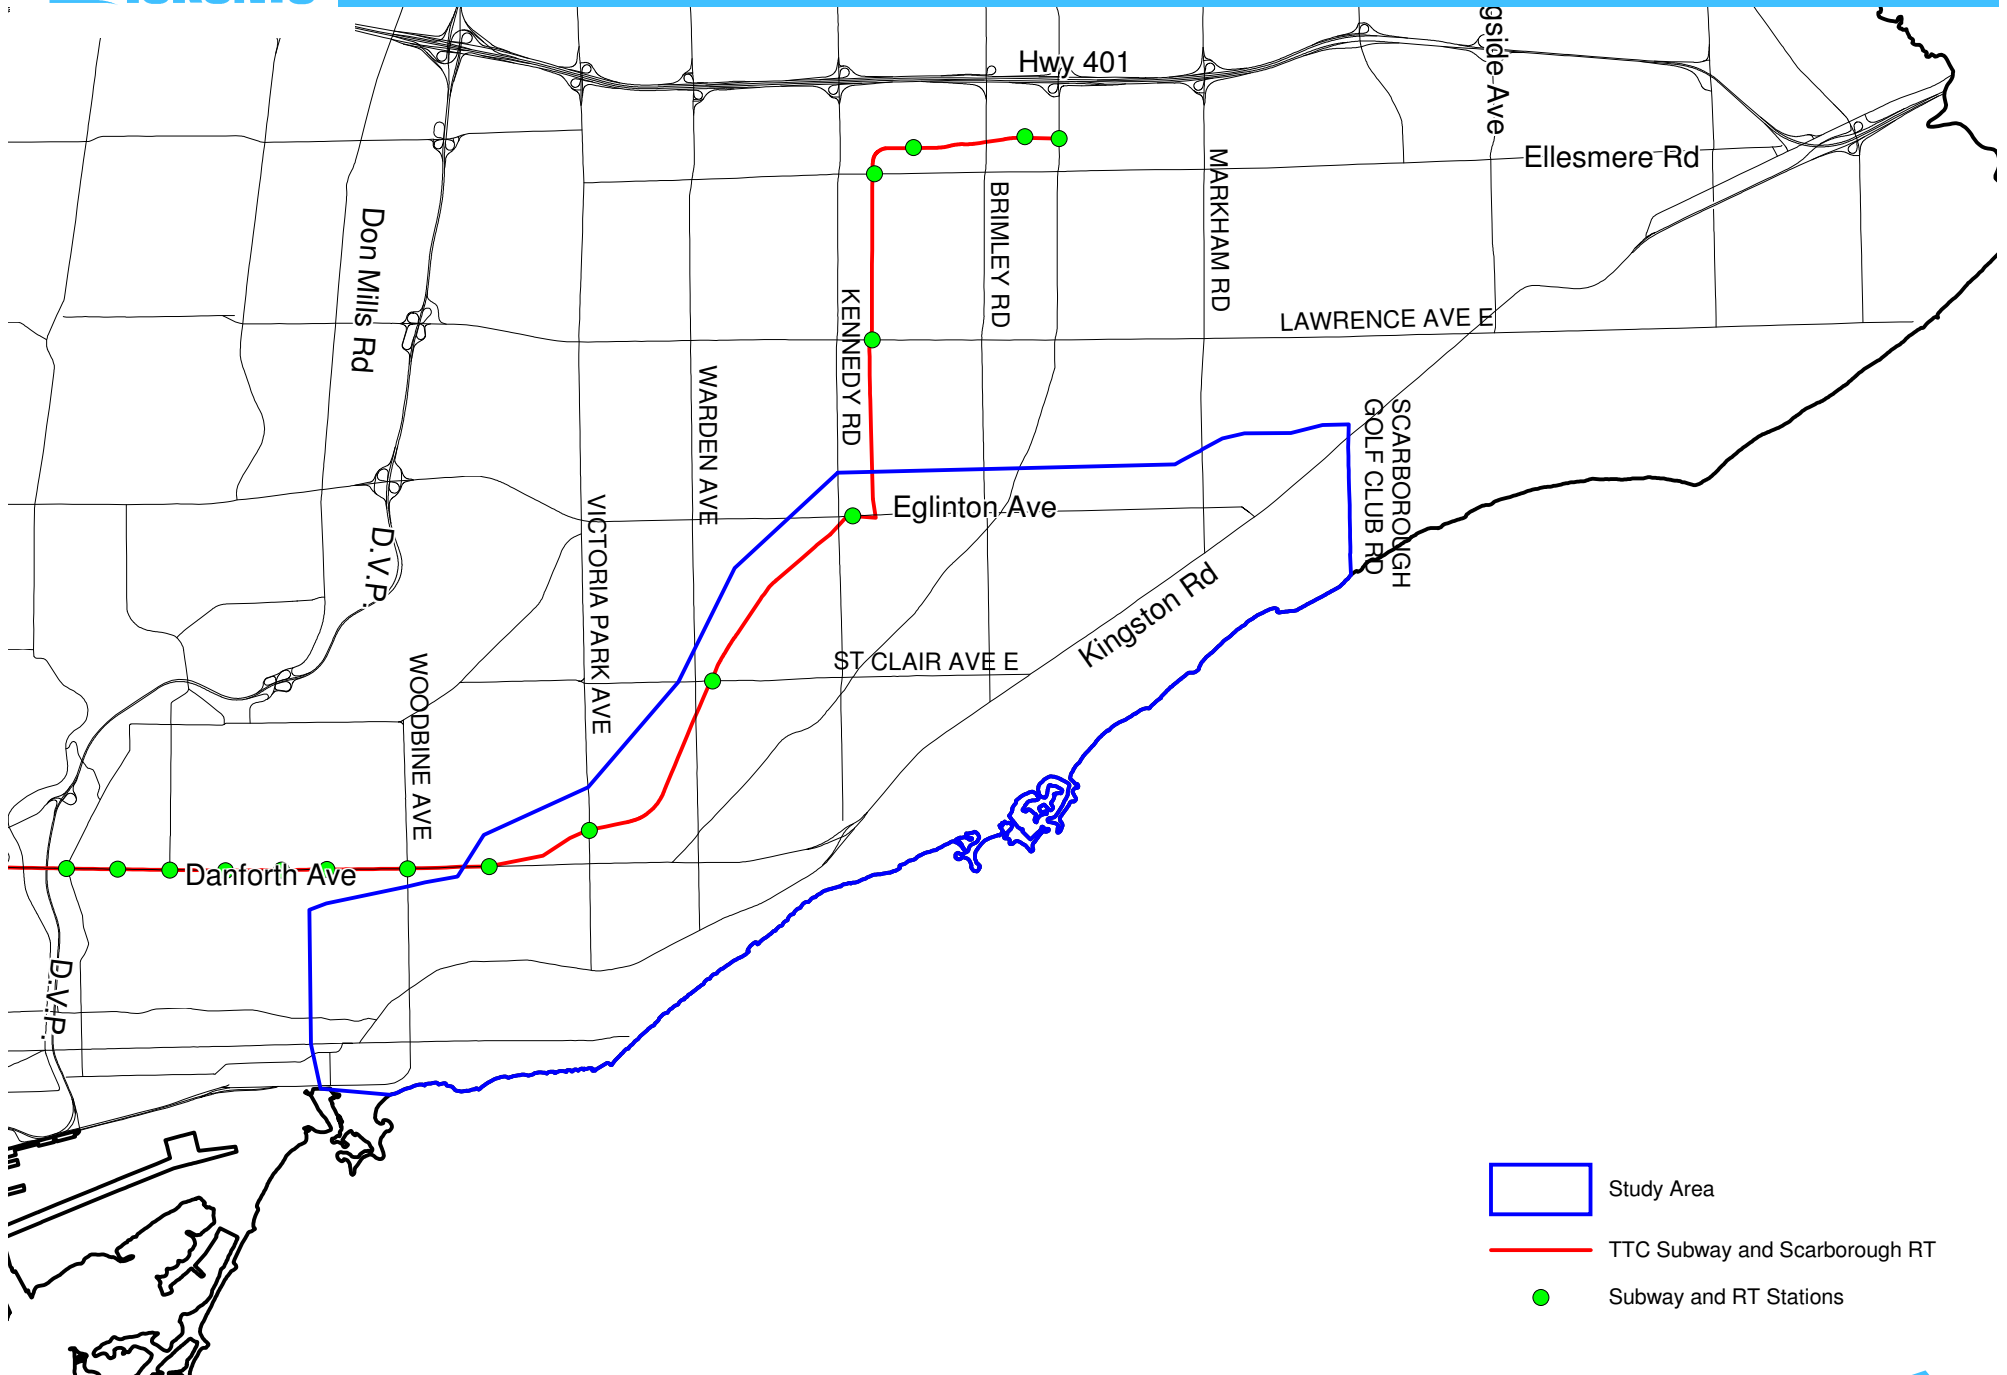 Hwy 401
Ellesmere Rd
Don Mills Rd
BRIMLEY RD
MARKHAM RD
LAWRENCE AVE E
KENNEDY RD
WARDEN AVE
SCARBOROUGH
GOLF CLUB RD
VICTORIA PARK AVE
Eglinton Ave
D.V.P.
Kingston Rd
ST CLAIR AVE E
WOODBINE AVE
Danforth Ave
D.V.P.
Study Area
TTC Subway and Scarborough RT
Subway and RT Stations